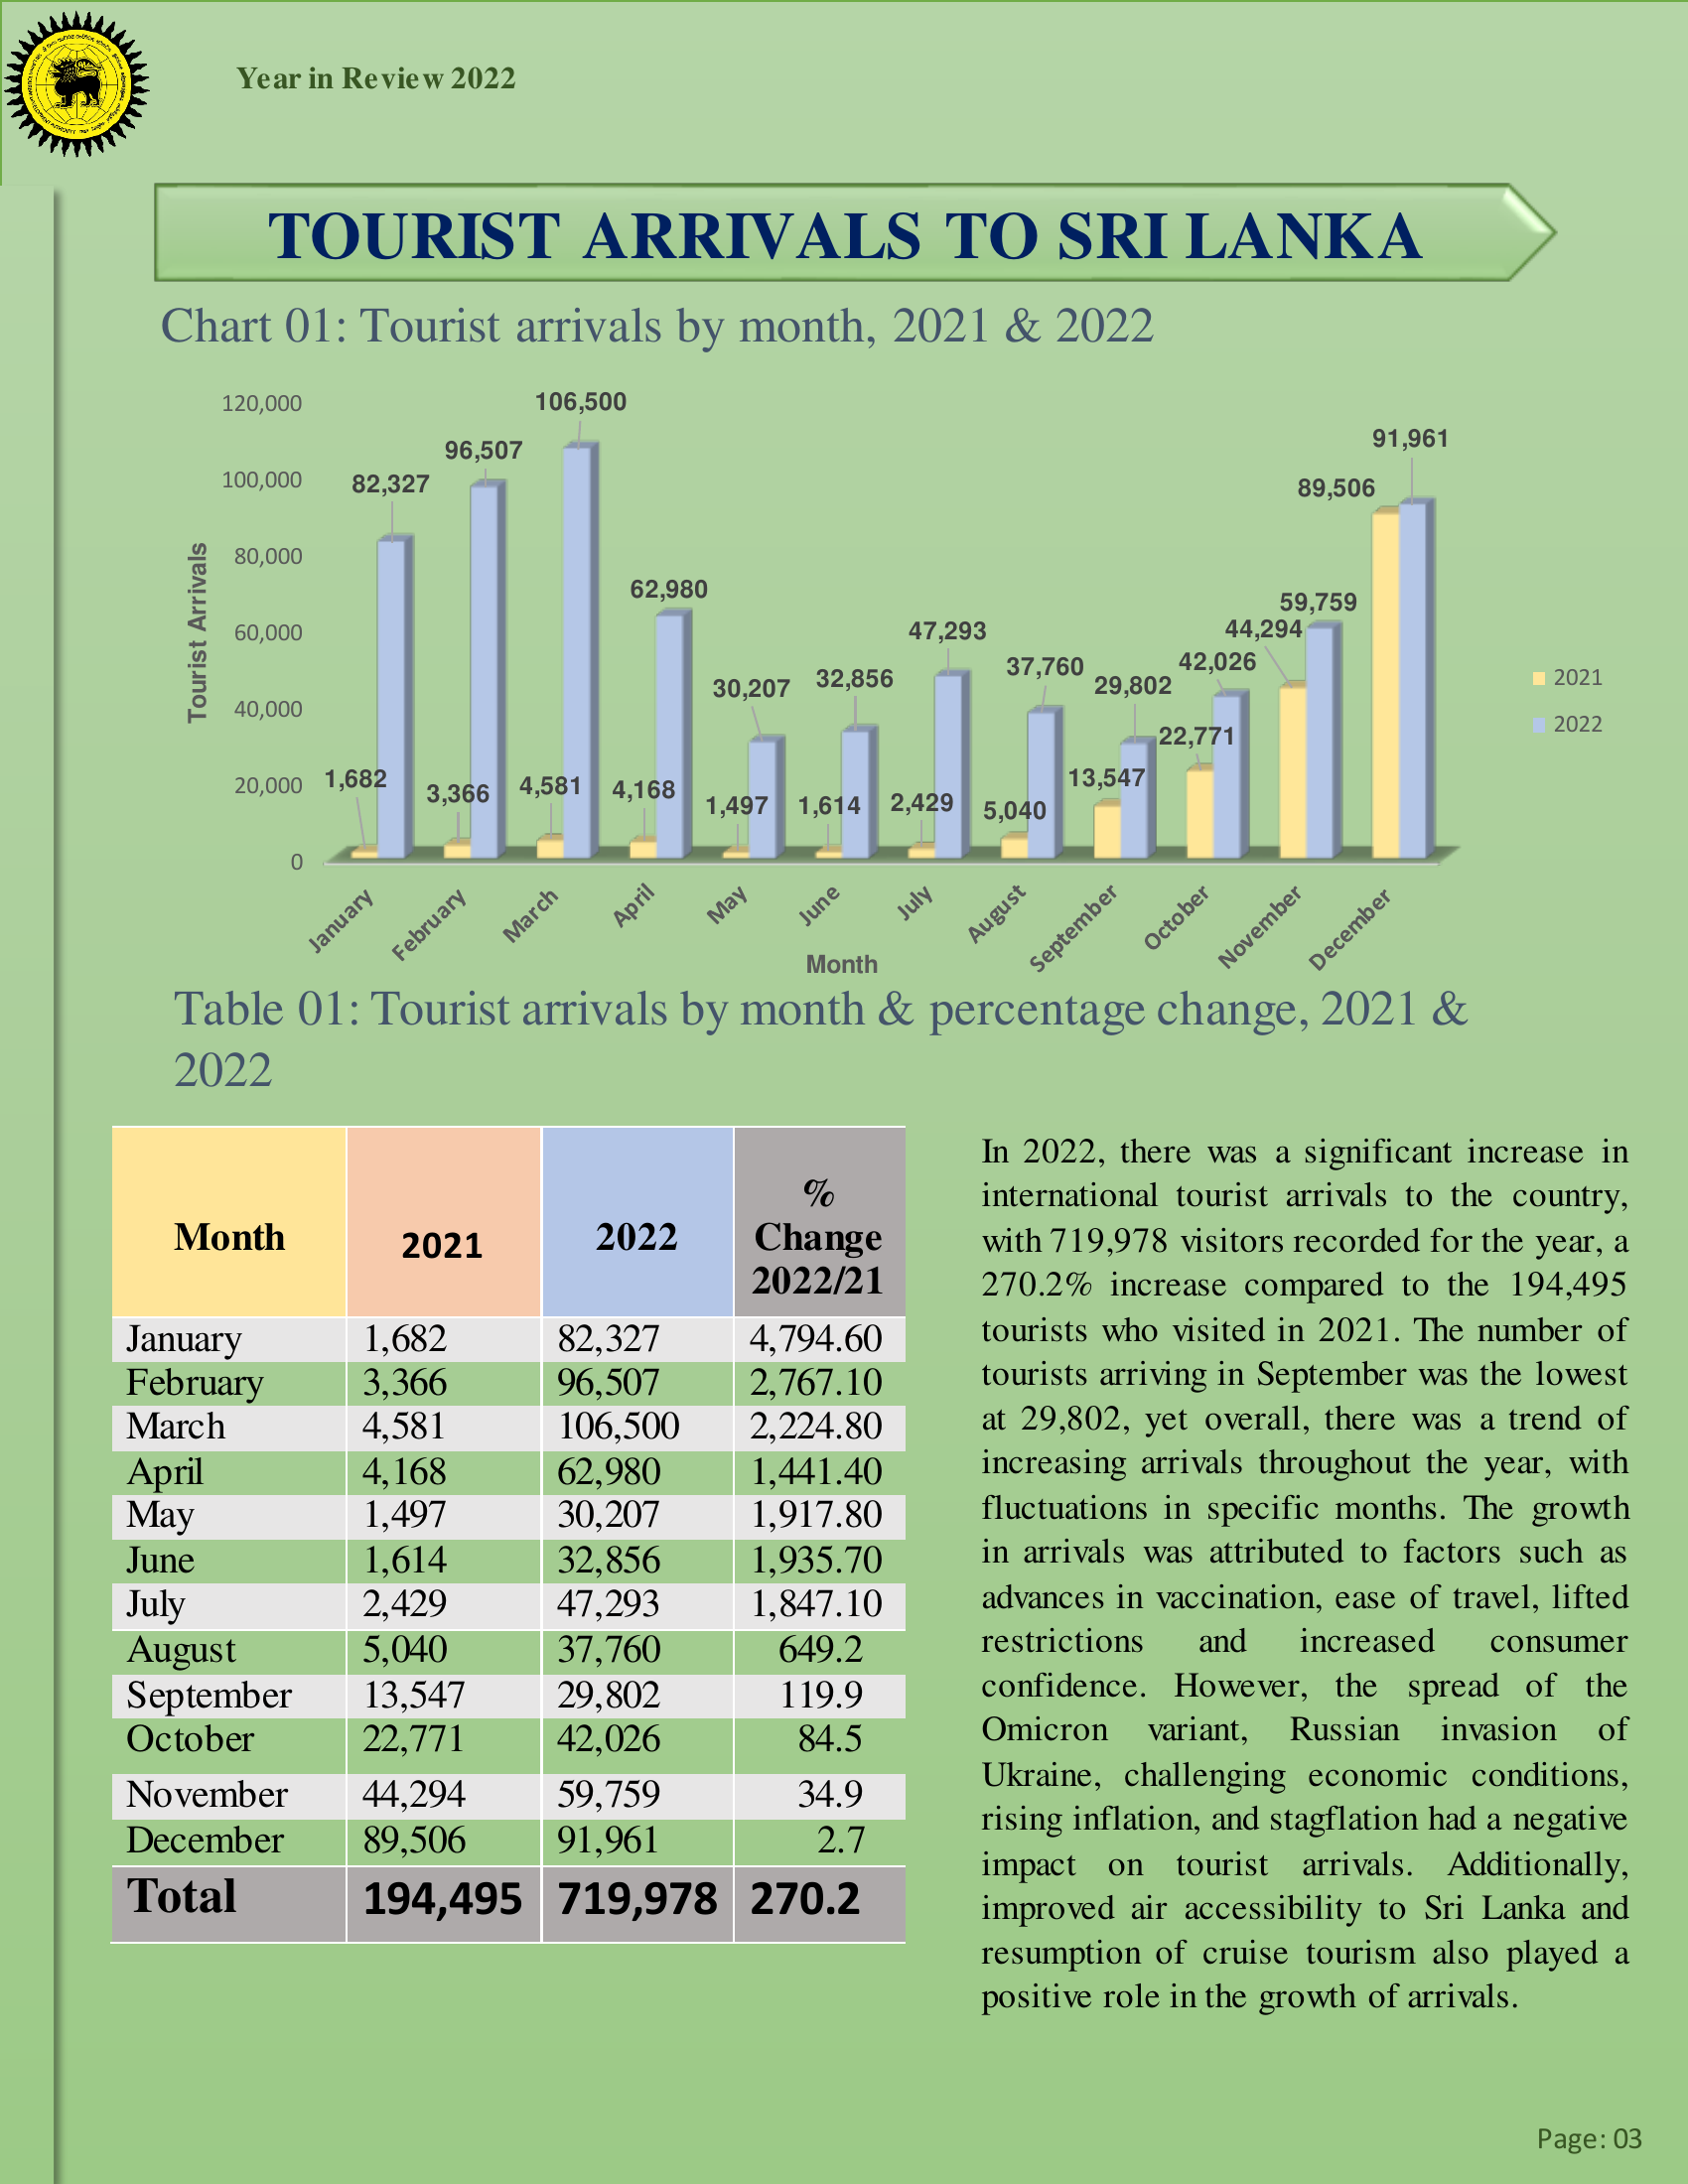 Year in Review 2022
TOURIST ARRIVALS TO SRI LANKA
Chart 01: Tourist arrivals by month, 2021 & 2022
Tourist Arrivals
120,000
100,000
80,000
60,000
40,000
20,000
0
82,327
96,507
106,500
62,980
30,207
32,856
47,293
37,760
29,802
42,026
59,759
91,961
1,682
3,366
4,581
4,168
1,497
1,614
2,429
5,040
13,547
22,771
44,294
89,506
2021
2022
January
February
March
April
May
June
July
August
September
October
November
December
Month
Table 01: Tourist arrivals by month & percentage change, 2021 &
2022
Month 2021 2022 % Change 2022/21
January 1,682 82,327 4,794.60
February 3,366 96,507 2,767.10
March 4,581 106,500 2,224.80
April 4,168 62,980 1,441.40
May 1,497 30,207 1,917.80
June 1,614 32,856 1,935.70
July 2,429 47,293 1,847.10
August 5,040 37,760 649.2
September 13,547 29,802 119.9
October 22,771 42,026 84.5
November 44,294 59,759 34.9
December 89,506 91,961 2.7
Total 194,495 719,978 270.2
In 2022, there was a significant increase in
international tourist arrivals to the country,
with 719,978 visitors recorded for the year, a
270.2% increase compared to the 194,495
tourists who visited in 2021. The number of
tourists arriving in September was the lowest
at 29,802, yet overall, there was a trend of
increasing arrivals throughout the year, with
fluctuations in specific months. The growth
in arrivals was attributed to factors such as
advances in vaccination, ease of travel, lifted
restrictions and increased consumer
confidence. However, the spread of the
Omicron variant, Russian invasion of
Ukraine, challenging economic conditions,
rising inflation, and stagflation had a negative
impact on tourist arrivals. Additionally,
improved air accessibility to Sri Lanka and
resumption of cruise tourism also played a
positive role in the growth of arrivals.
Page: 03